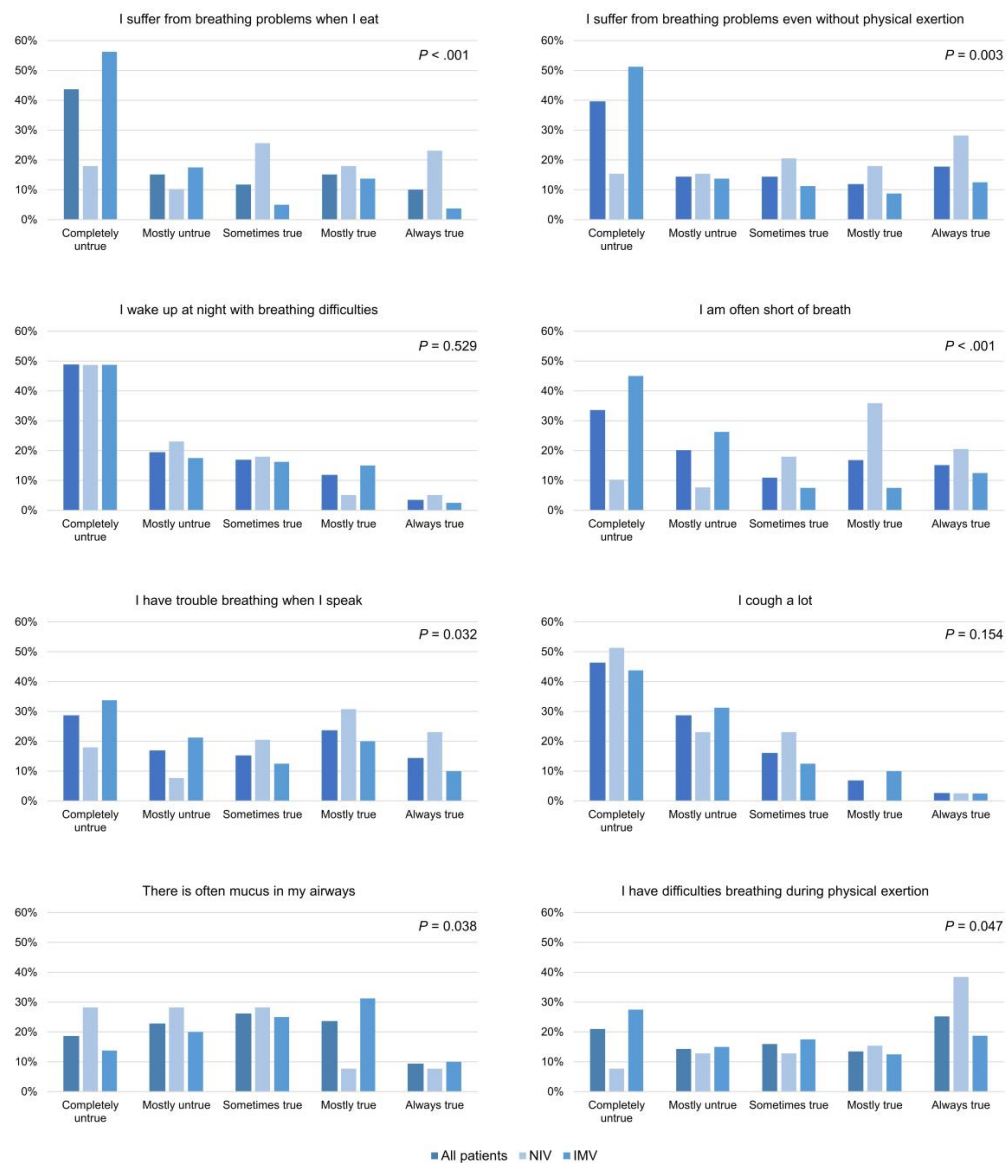 I suffer from breathing problems when I eat
P < .001
60%
50%
40%
30%
20%
10%
0%
Completely
untrue
Mostly untrue
Sometimes true
Mostly true
Always true
I suffer from breathing problems even without physical exertion
P = 0.003
60%
50%
40%
30%
20%
10%
0%
Completely
untrue
Mostly untrue
Sometimes true
Mostly true
Always true
I wake up at night with breathing difficulties
P = 0.529
60%
50%
40%
30%
20%
10%
0%
Completely
untrue
Mostly untrue
Sometimes true
Mostly true
Always true
I am often short of breath
P < .001
60%
50%
40%
30%
20%
10%
0%
Completely
untrue
Mostly untrue
Sometimes true
Mostly true
Always true
I have trouble breathing when I speak
P = 0.032
60%
50%
40%
30%
20%
10%
0%
Completely
untrue
Mostly untrue
Sometimes true
Mostly true
Always true
I cough a lot
P = 0.154
60%
50%
40%
30%
20%
10%
0%
Completely
untrue
Mostly untrue
Sometimes true
Mostly true
Always true
There is often mucus in my airways
P = 0.038
60%
50%
40%
30%
20%
10%
0%
Completely
untrue
Mostly untrue
Sometimes true
Mostly true
Always true
I have difficulties breathing during physical exertion
P = 0.047
60%
50%
40%
30%
20%
10%
0%
Completely
untrue
Mostly untrue
Sometimes true
Mostly true
Always true
All patients NIV IMV